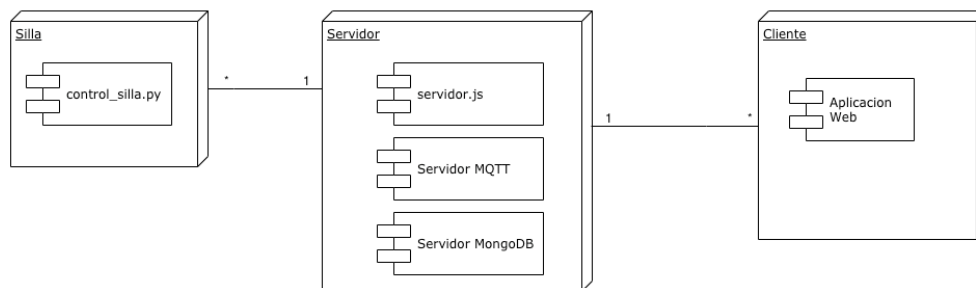 Silla
control_silla.py
* 1
Servidor
servidor.js
Servidor MQTT
Servidor MongoDB
1 *
Cliente
Aplicacion
Web